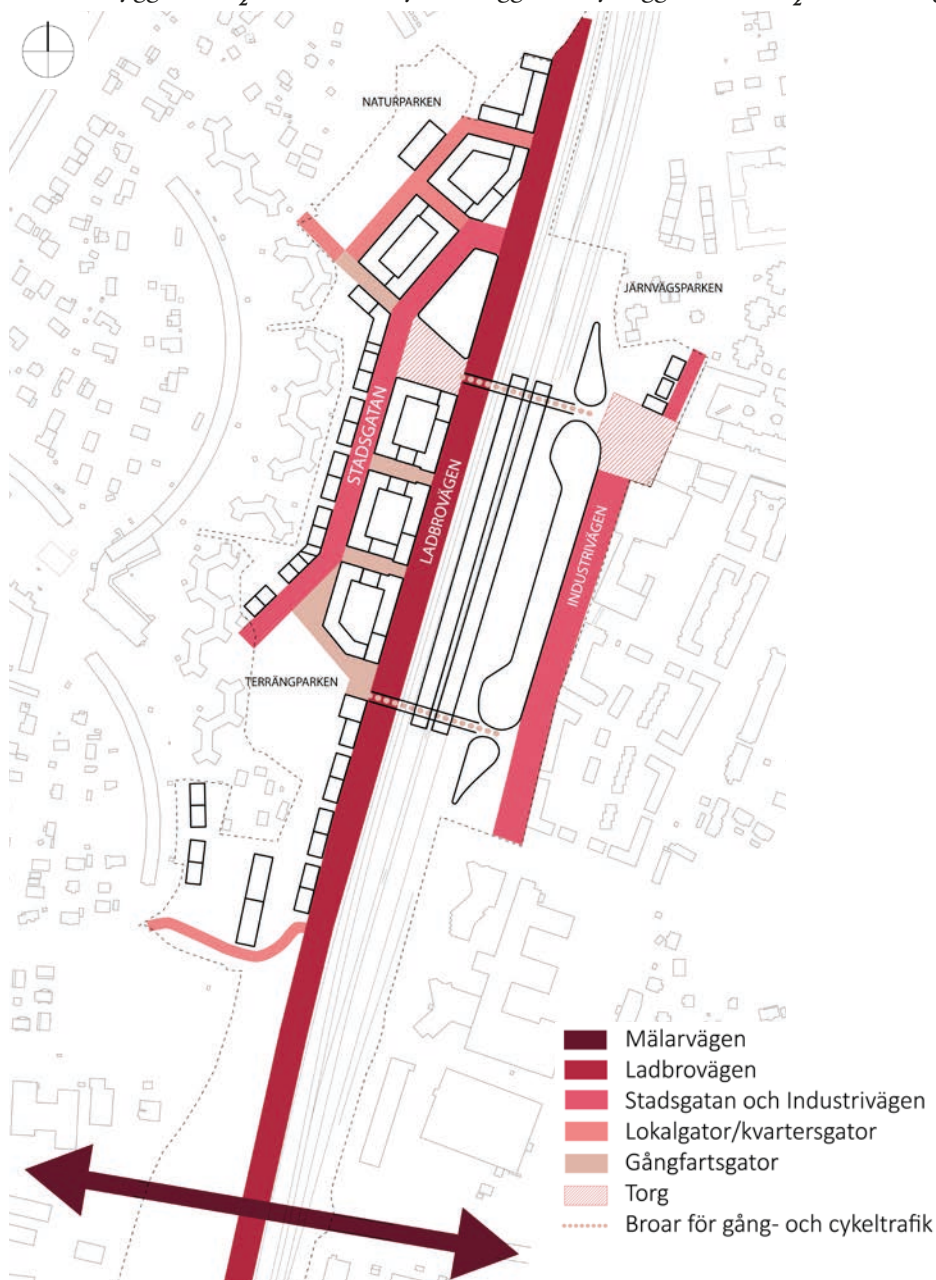 NATURPARKEN
JÄRNVÄGSPARKEN
STADSGATAN
LADBROVÄGEN
INDUSTRIVÄGEN
TERRÄNGPARKEN
Mälarvägen
Ladbrovägen
Stadsgatan och Industrivägen
Lokalgator/kvartersgator
Gångfartsgator
Torg
Broar för gång- och cykeltrafik